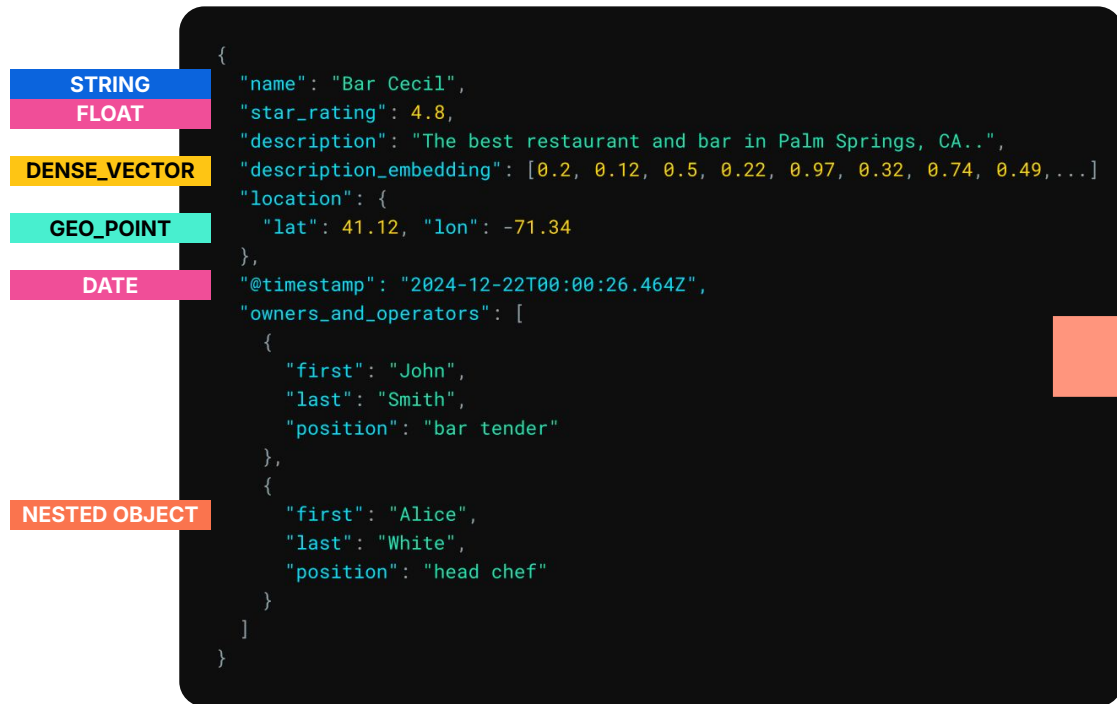 {
STRING "name": "Bar Cecil",
FLOAT "star_rating": 4.8,
"description": "The best restaurant and bar in Palm Springs, CA..",
DENSE_VECTOR "description_embedding": [0.2, 0.12, 0.5, 0.22, 0.97, 0.32, 0.74, 0.49,...]
"location": {
GEO_POINT "lat": 41.12, "lon": -71.34
},
DATE "@timestamp": "2024-12-22T00:00:26.464Z",
"owners_and_operators": [
{
"first": "John",
"last": "Smith",
"position": "bar tender"
},
{
NESTED OBJECT "first": "Alice",
"last": "White",
"position": "head chef"
}
]
}